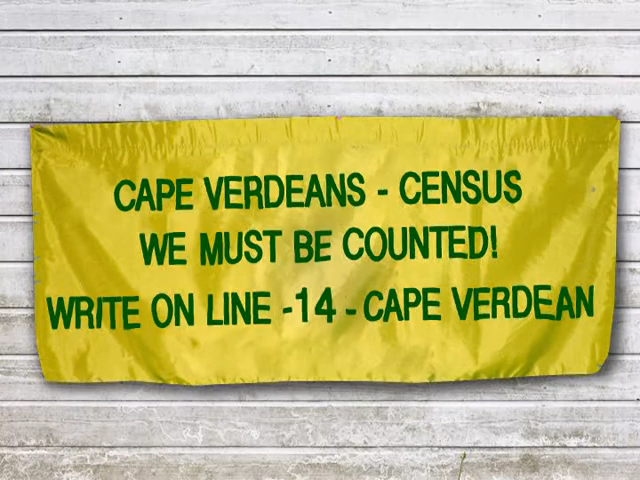 CAPE VERDEANS - CENSUS
WE MUST BE COUNTED!
WRITE ON LINE -14 - CAPE VERDEAN